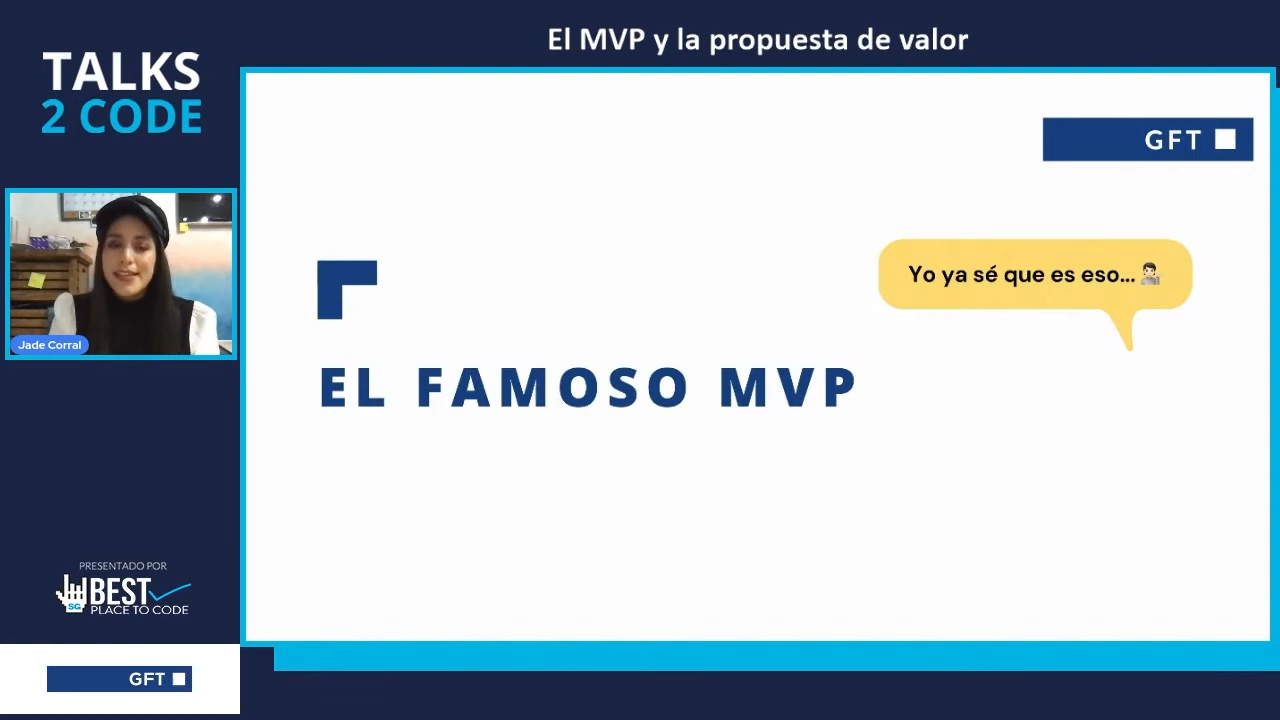 El MVP y la propuesta de valor
TALKS
2 CODE
GFT
Yo ya sé que es eso...
EL FAMOSO MVP
Jade Corral
PRESENTADO POR
SG
BEST
PLACE TO CODE
GFT